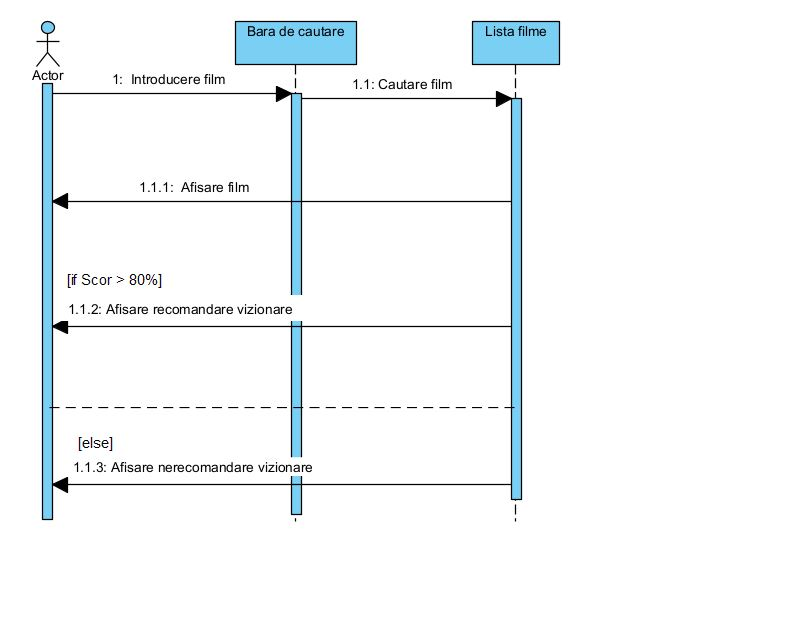 Bara de cautare
Lista filme
Actor
1: Introducere film
1.1: Cautare film
1.1.1: Afisare film
[if Scor > 80%]
1.1.2: Afisare recomandare vizionare
[else]
1.1.3: Afisare nerecomandare vizionare